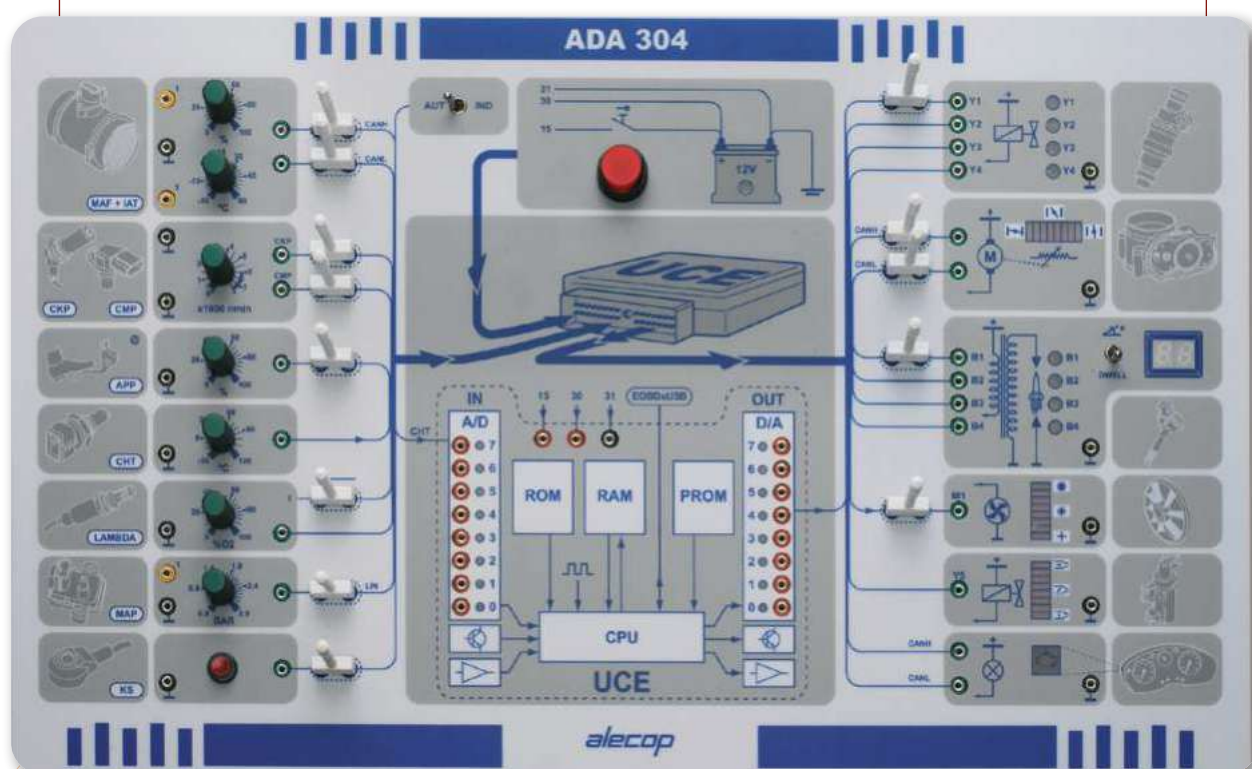 ADA 304
AUT IND
31
30
15
12V
+
MAF + IAT
CANH
CANL
CKP
CMP
CKP
CMP
x1000 r/min
APP
%
CHT
°C
CHT
LAMBDA
%O2
MAP
BAR
LIN
KS
UCE
IN
A/D
7
6
5
4
3
2
1
0
15 30 31
EOBDxUSB
OUT
D/A
7
6
5
4
3
2
1
0
ROM
RAM
PROM
CPU
UCE
Y1
Y2
Y3
Y4
Y1
Y2
Y3
Y4
CANH
CANL
M
B1
B2
B3
B4
B1
B2
B3
B4
DWELL
M1
Y5
CANH
CANL
alecop